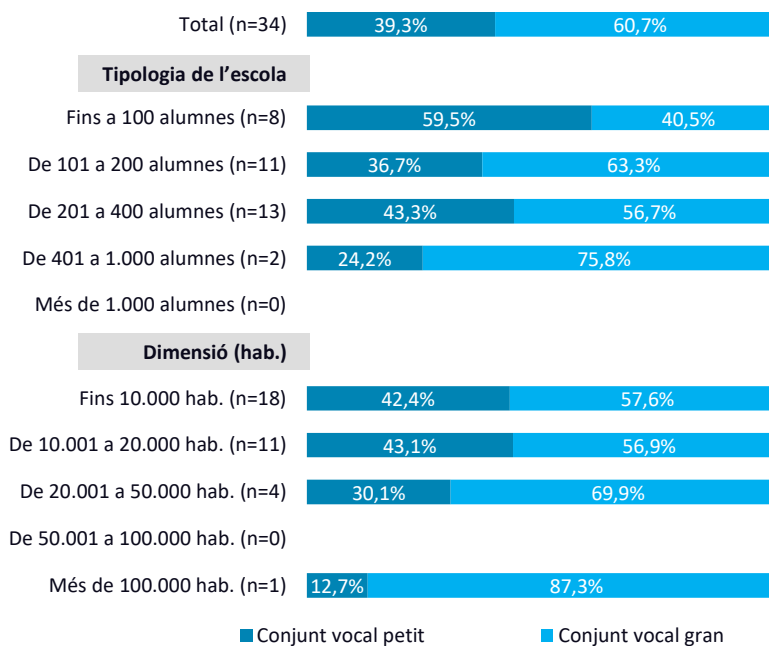 Total (n=34) 39,3% 60,7%
Tipologia de l’escola
Fins a 100 alumnes (n=8) 59,5% 40,5%
De 101 a 200 alumnes (n=11) 36,7% 63,3%
De 201 a 400 alumnes (n=13) 43,3% 56,7%
De 401 a 1.000 alumnes (n=2) 24,2% 75,8%
Més de 1.000 alumnes (n=0)
Dimensió (hab.)
Fins 10.000 hab. (n=18) 42,4% 57,6%
De 10.001 a 20.000 hab. (n=11) 43,1% 56,9%
De 20.001 a 50.000 hab. (n=4) 30,1% 69,9%
De 50.001 a 100.000 hab. (n=0)
Més de 100.000 hab. (n=1) 12,7% 87,3%
Conjunt vocal petit Conjunt vocal gran